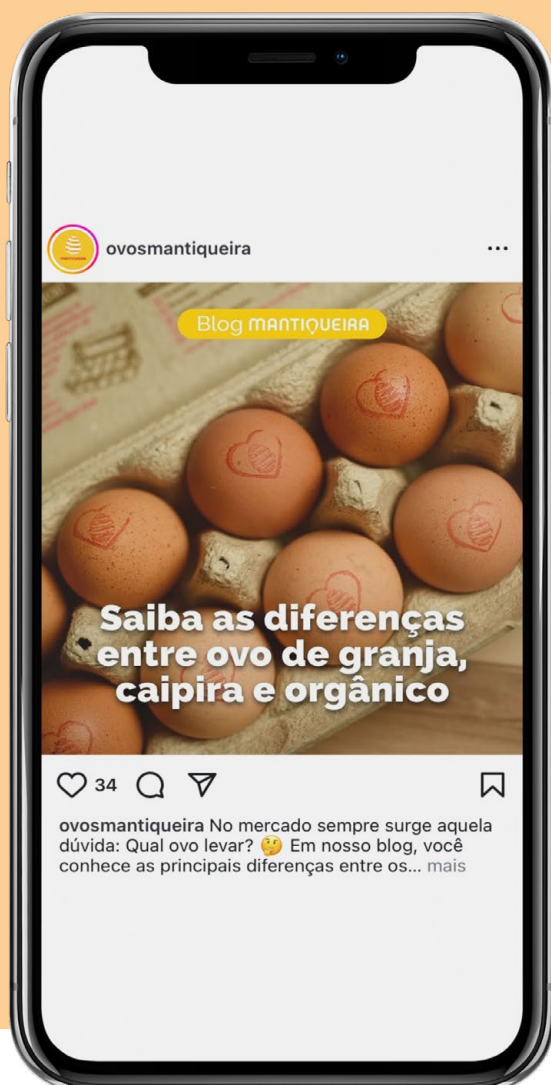 ovosmantiqueira
Blog MANTIQUEIRA
Saiba as diferenças
entre ovo de granja,
caipira e orgânico
34
ovosmantiqueira No mercado sempre surge aquela
dúvida: Qual ovo levar? 🤔 Em nosso blog, você
conhece as principais diferenças entre os... mais